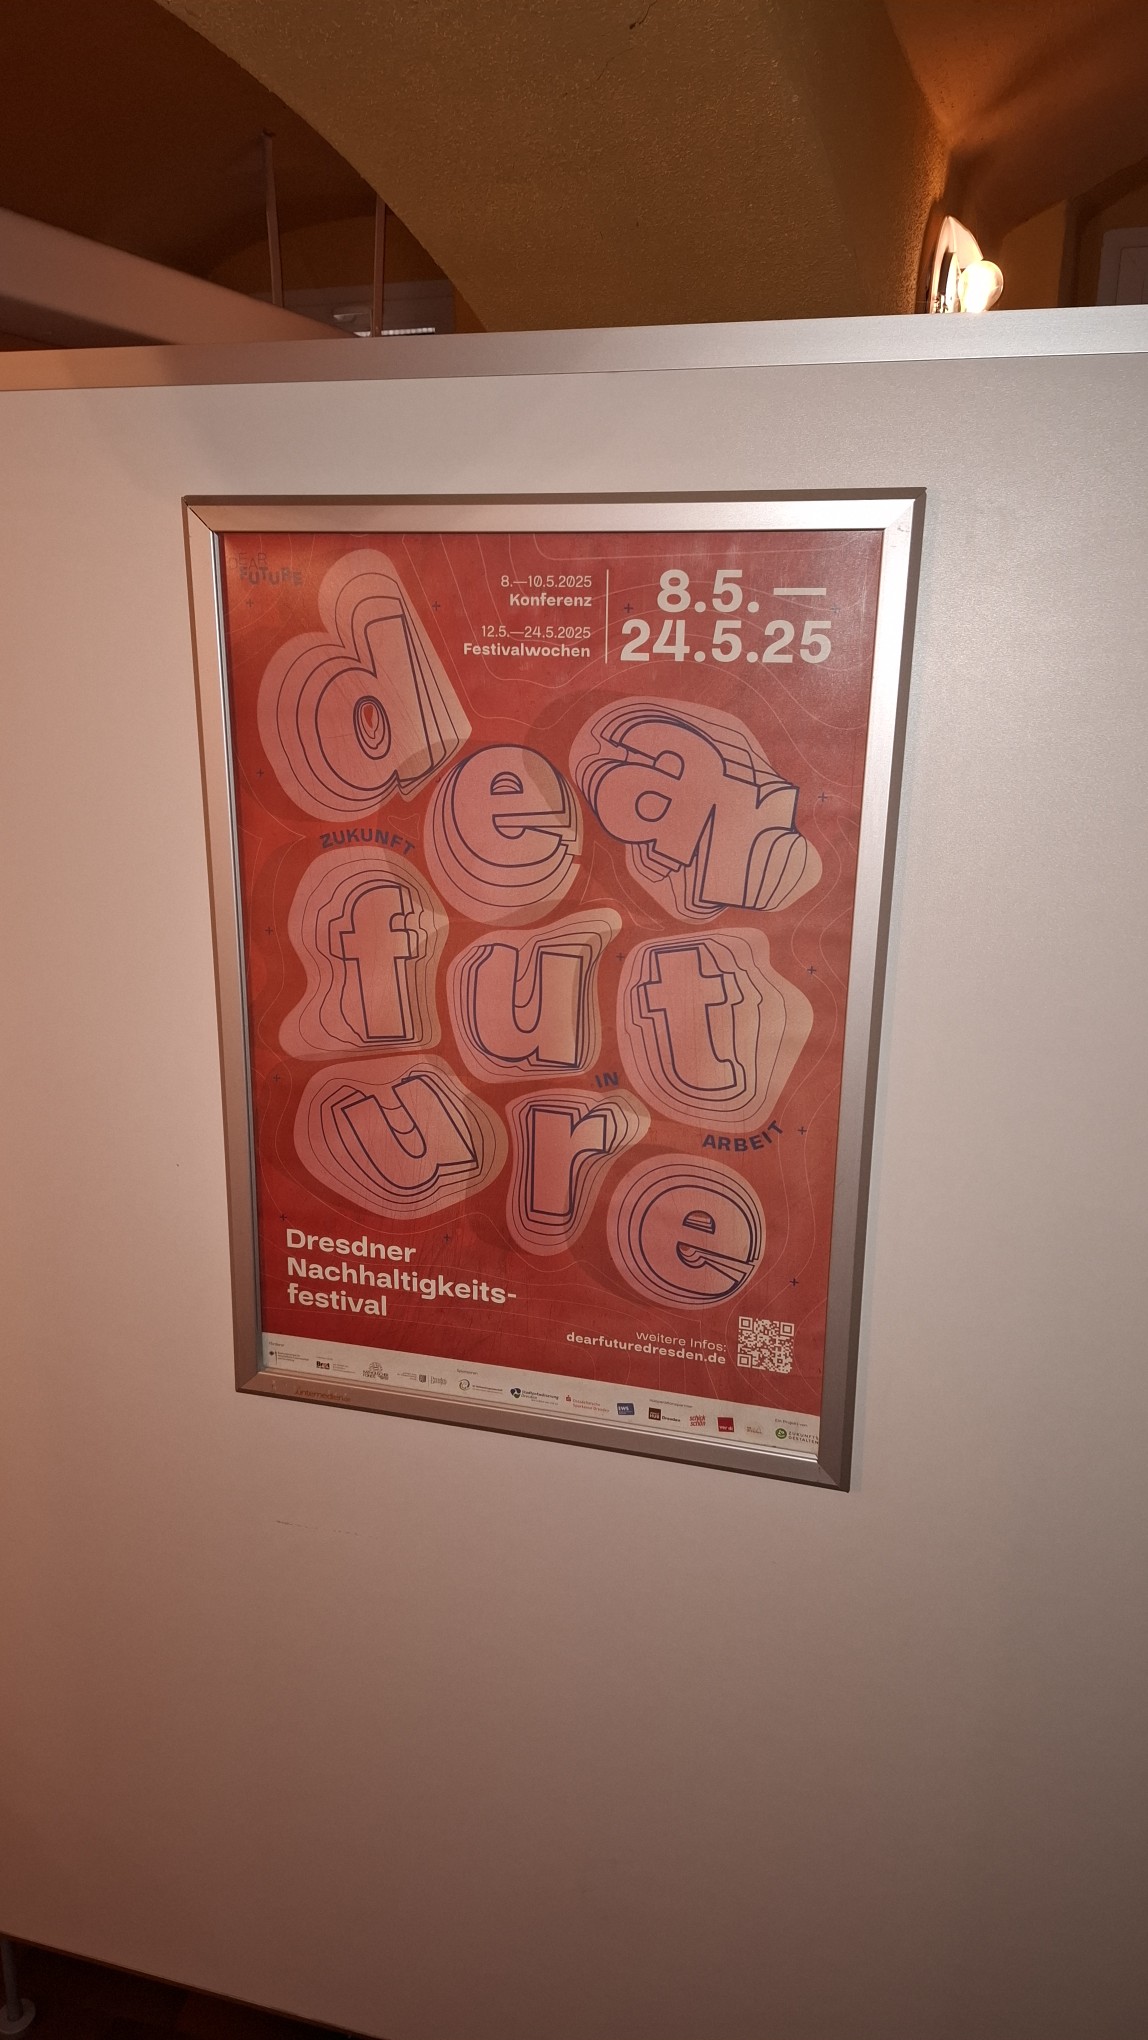 DEAR
FUTURE
8.—10.5.2025
Konferenz
12.5.—24.5.2025
Festivalwochen
8.5.—
24.5.25
dear
ZUKUNFT
fut
IN
ARBEIT
ure
Dresdner
Nachhaltigkeits-
festival
Weitere Infos:
dearfuturedresden.de
Dresden